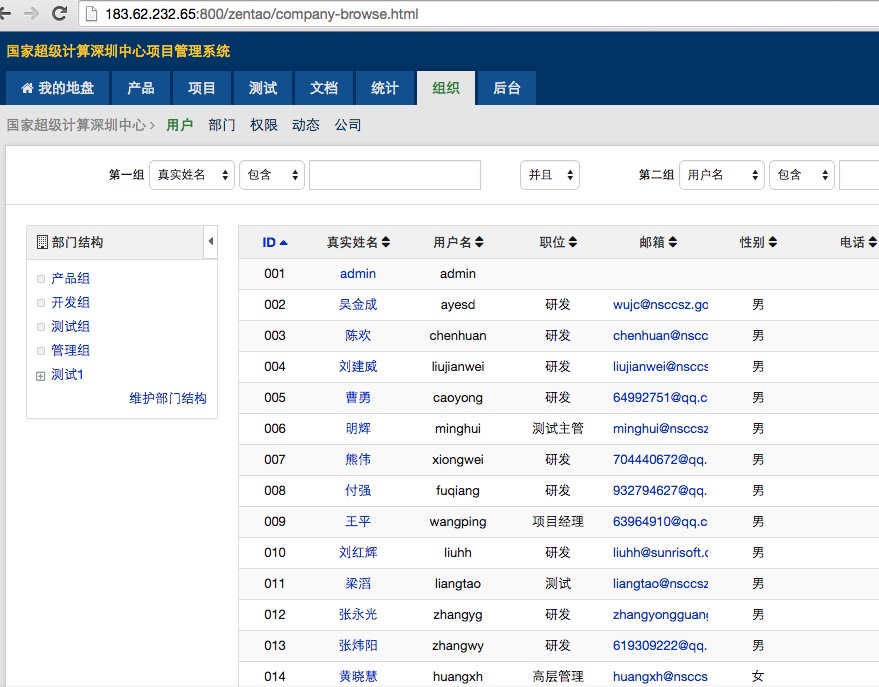 183.62.232.65:800/zentao/company-browse.html
国家超级计算深圳中心项目管理系统
我的地盘 产品 项目 测试 文档 统计 组织 后台
国家超级计算深圳中心 > 用户 部门 权限 动态 公司
第一组 真实姓名 包含 并且 第二组 用户名 包含
部门结构
产品组
开发组
测试组
管理组
测试1
维护部门结构
ID 真实姓名 用户名 职位 邮箱 性别 电话
001 admin admin
002 吴金成 ayesd 研发 wujc@nsccsz.go 男
003 陈欢 chenhuan 研发 chenhuan@nscc 男
004 刘建威 liujianwei 研发 liujianwei@nsccs 男
005 曹勇 caoyong 研发 64992751@qq.c 男
006 明辉 minghui 测试主管 minghui@nsccsz 男
007 熊伟 xiongwei 研发 704440672@qq. 男
008 付强 fuqiang 研发 932794627@qq. 男
009 王平 wangping 项目经理 63964910@qq.c 男
010 刘红辉 liuhh 研发 liuhh@sunrisoft.c 男
011 梁滔 liangtao 测试 liangtao@nsccsz 男
012 张永光 zhangyg 研发 zhangyongguang 男
013 张炜阳 zhangwy 研发 619309222@qq. 男
014 黄晓慧 huangxh 高层管理 huangxh@nsccs 女